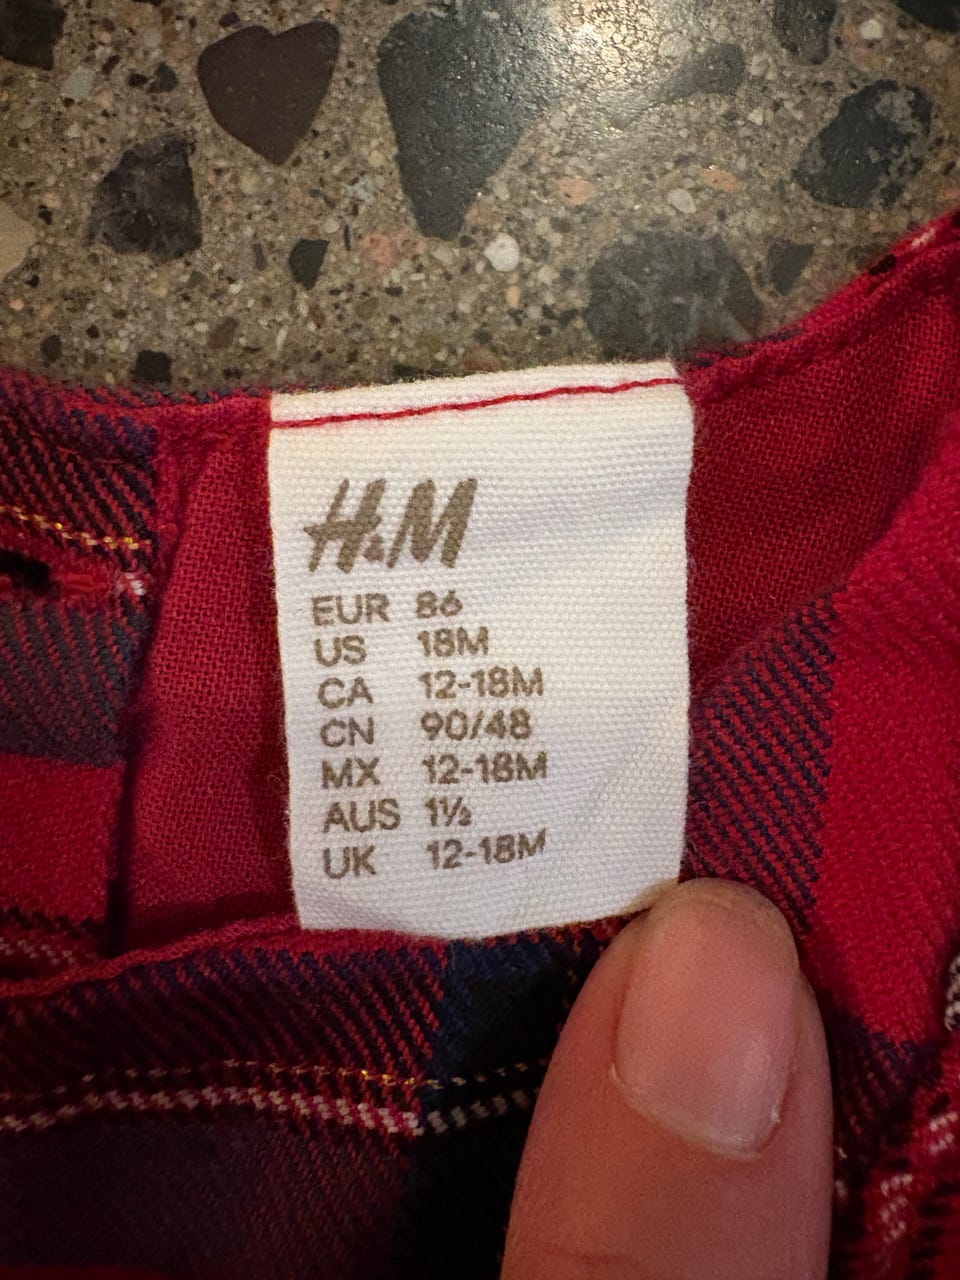 H&M
EUR 86
US 18M
CA 12-18M
CN 90/48
MX 12-18M
AUS 1½
UK 12-18M